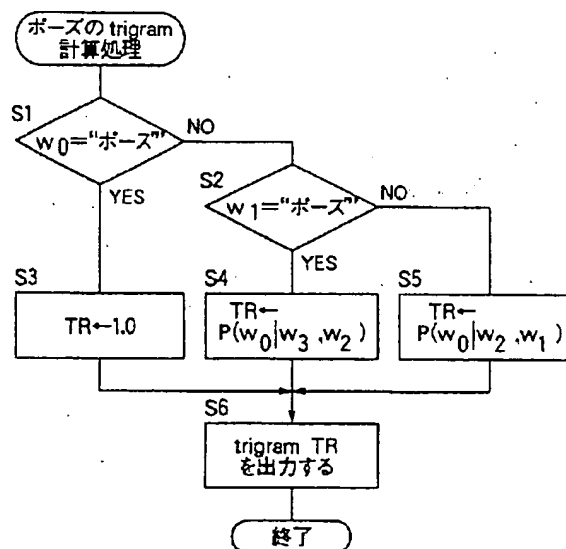 ポーズの trigram
計算処理
S1
w0=“ポーズ”
NO
YES
S2
w1=“ポーズ”
NO
YES
S3
TR←1.0
S4
TR←
P(w0|w3,w2)
S5
TR←
P(w0|w2,w1)
S6
trigram TR
を出力する
終了